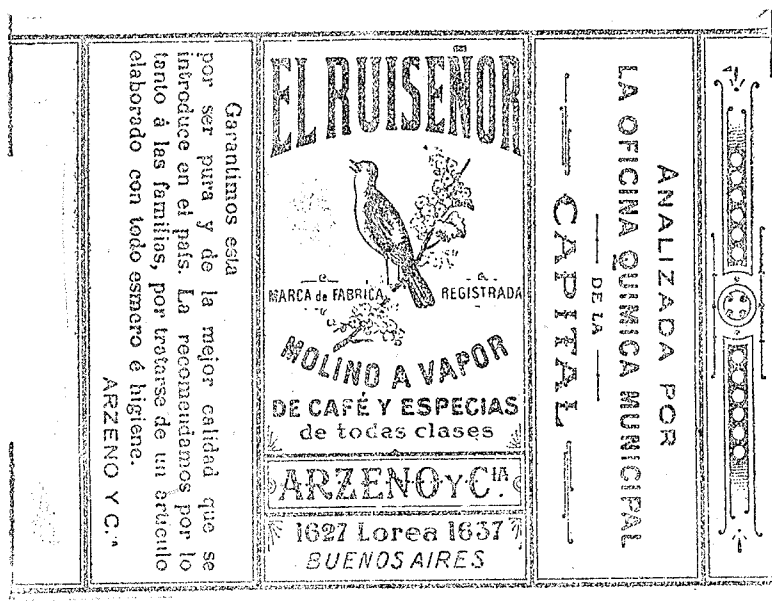 Garantimos esta
por ser pura y de la mejor calidad que se
introduce en el país. La recomendamos por lo
tanto á las familias, por tratarse de un artículo
elaborado con todo esmero é higiene.
ARZENO Y C.ᴵᴬ
EL RUISEÑOR
MARCA de FABRICA REGISTRADA
MOLINO A VAPOR
DE CAFÉ Y ESPECIAS
de todas clases
ARZENO Y Cᴵᴬ.
1627 Lorea 1637
BUENOS AIRES
ANALIZADA POR
LA OFICINA QUIMICA MUNICIPAL
DE LA
CAPITAL